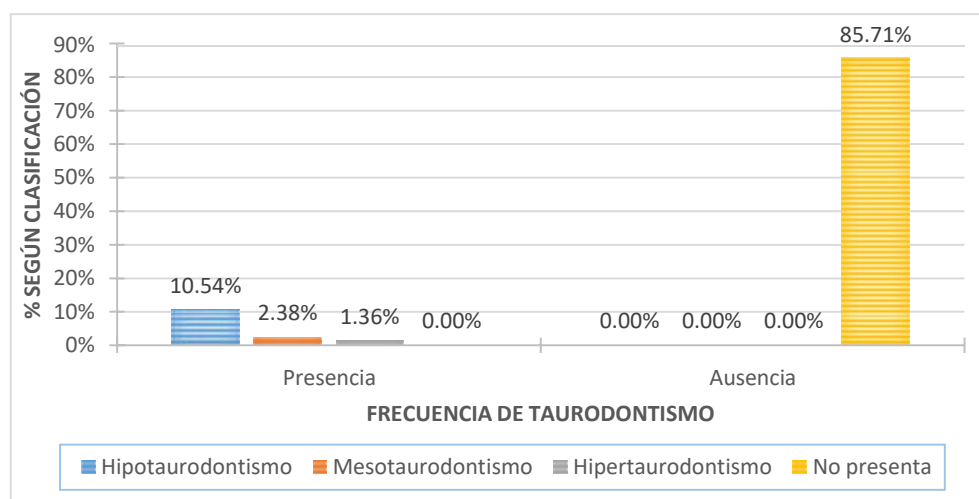 % SEGÚN CLASIFICACIÓN
90%
80%
70%
60%
50%
40%
30%
20%
10%
0%
10.54%
2.38%
1.36%
0.00%
0.00%
0.00%
0.00%
85.71%
Presencia
Ausencia
FRECUENCIA DE TAURODONTISMO
Hipotaurodontismo
Mesotaurodontismo
Hipertaurodontismo
No presenta